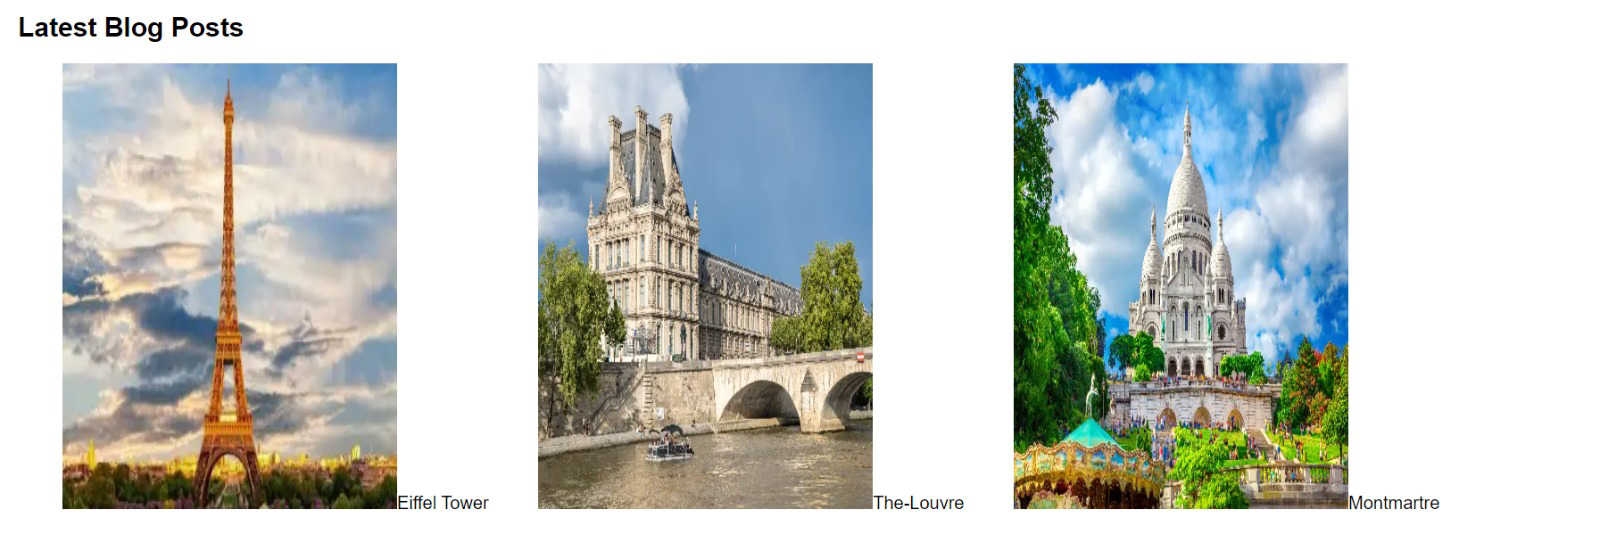 Latest Blog Posts
Eiffel Tower
The-Louvre
Montmartre